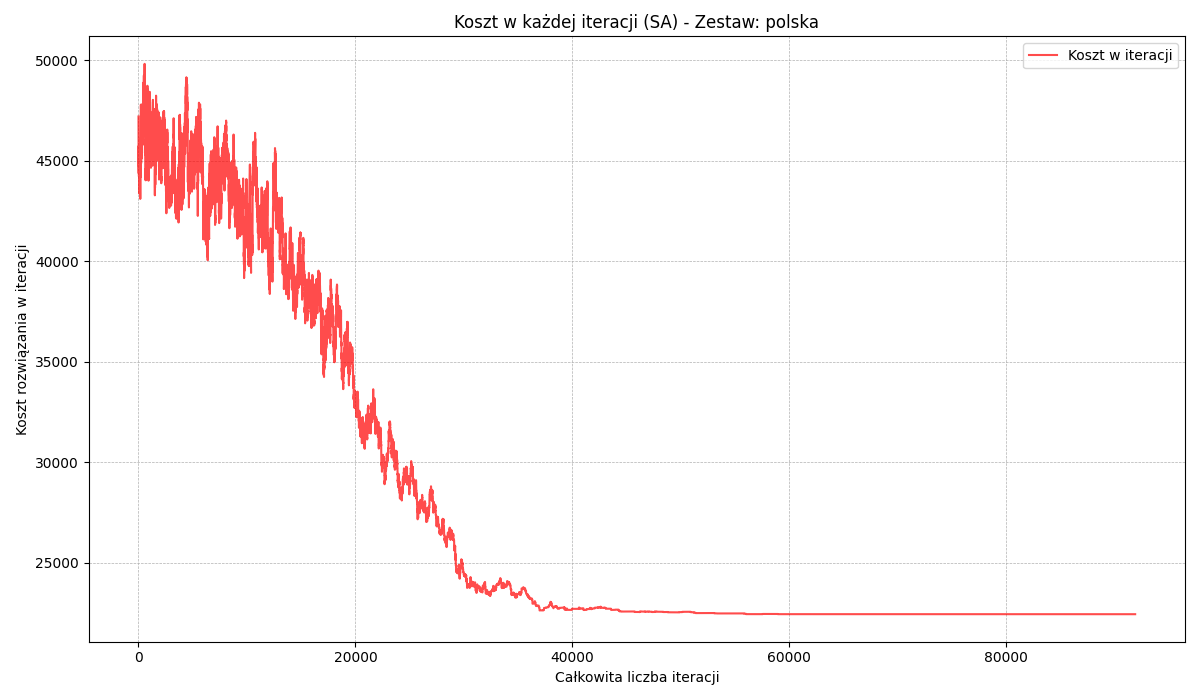 Koszt w każdej iteracji (SA) - Zestaw: polska
Koszt w iteracji
50000
45000
40000
35000
30000
25000
Koszt rozwiązania w iteracji
0
20000
40000
60000
80000
Całkowita liczba iteracji